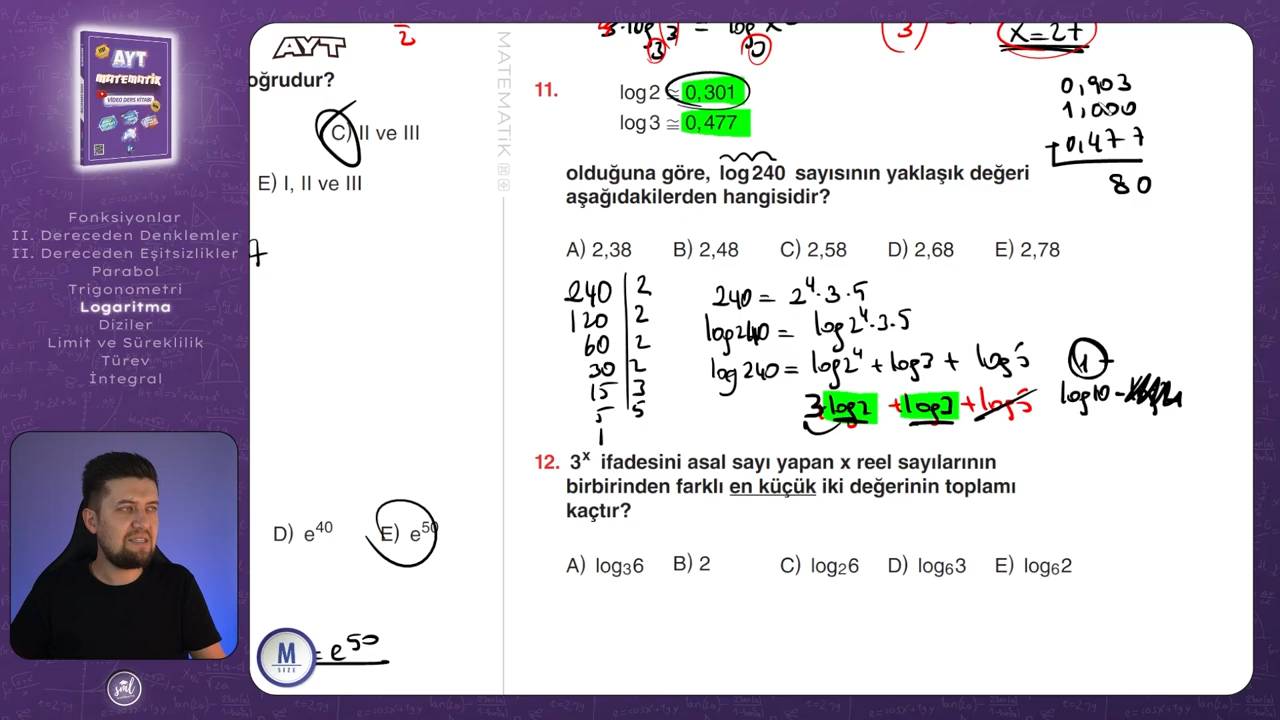 AYT
MATEMATİK
VİDEO DERS KİTABI
Fonksiyonlar
II. Dereceden Denklemler
II. Dereceden Eşitsizlikler
Parabol
Trigonometri
Logaritma
Diziler
Limit ve Süreklilik
Türev
İntegral
AYT
oğrudur?
C) II ve III
E) I, II ve III
D) e⁴⁰
E) e⁵⁰
= e⁵⁰
M
SIZE
sml
MATEMATİK
2
3
x = 27
11.
log2 ≅ 0,301
log3 ≅ 0,477
olduğuna göre, log240 sayısının yaklaşık değeri
aşağıdakilerden hangisidir?
A) 2,38 B) 2,48 C) 2,58 D) 2,68 E) 2,78
0,903
1,000
+ 0,477
80
240 | 2
120 | 2
60 | 2
30 | 2
15 | 3
5 | 5
1
240 = 2⁴·3·5
log240 = log2⁴·3·5
log240 = log2⁴ + log3 + log5
3log2 + log3 + log5
log10 -
12. 3ˣ ifadesini asal sayı yapan x reel sayılarının
birbirinden farklı en küçük iki değerinin toplamı
kaçtır?
A) log₃6 B) 2 C) log₂6 D) log₆3 E) log₆2